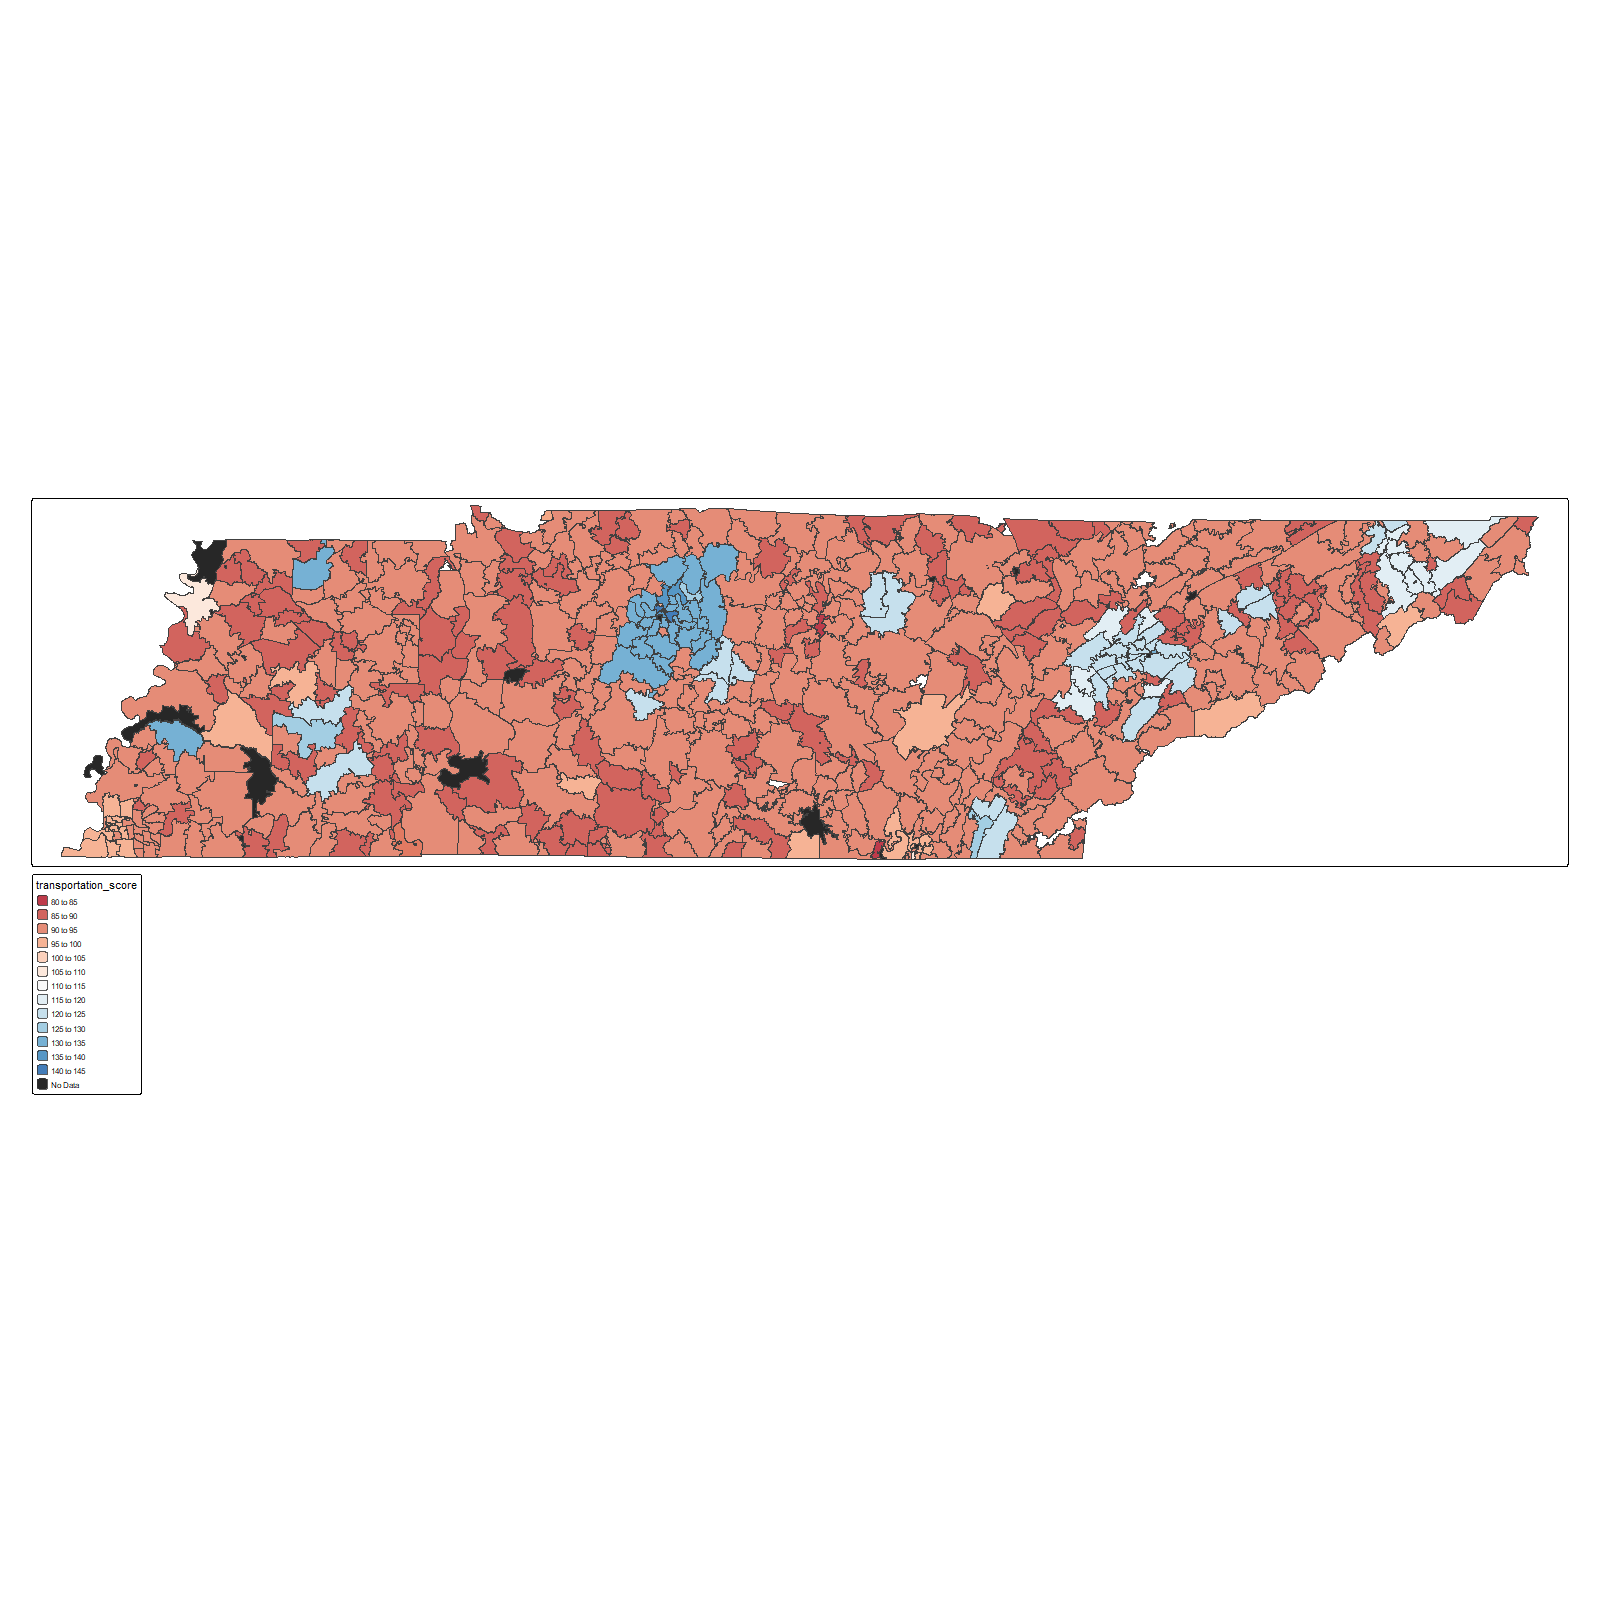 transportation_score
80 to 85
85 to 90
90 to 95
95 to 100
100 to 105
105 to 110
110 to 115
115 to 120
120 to 125
125 to 130
130 to 135
135 to 140
140 to 145
No Data